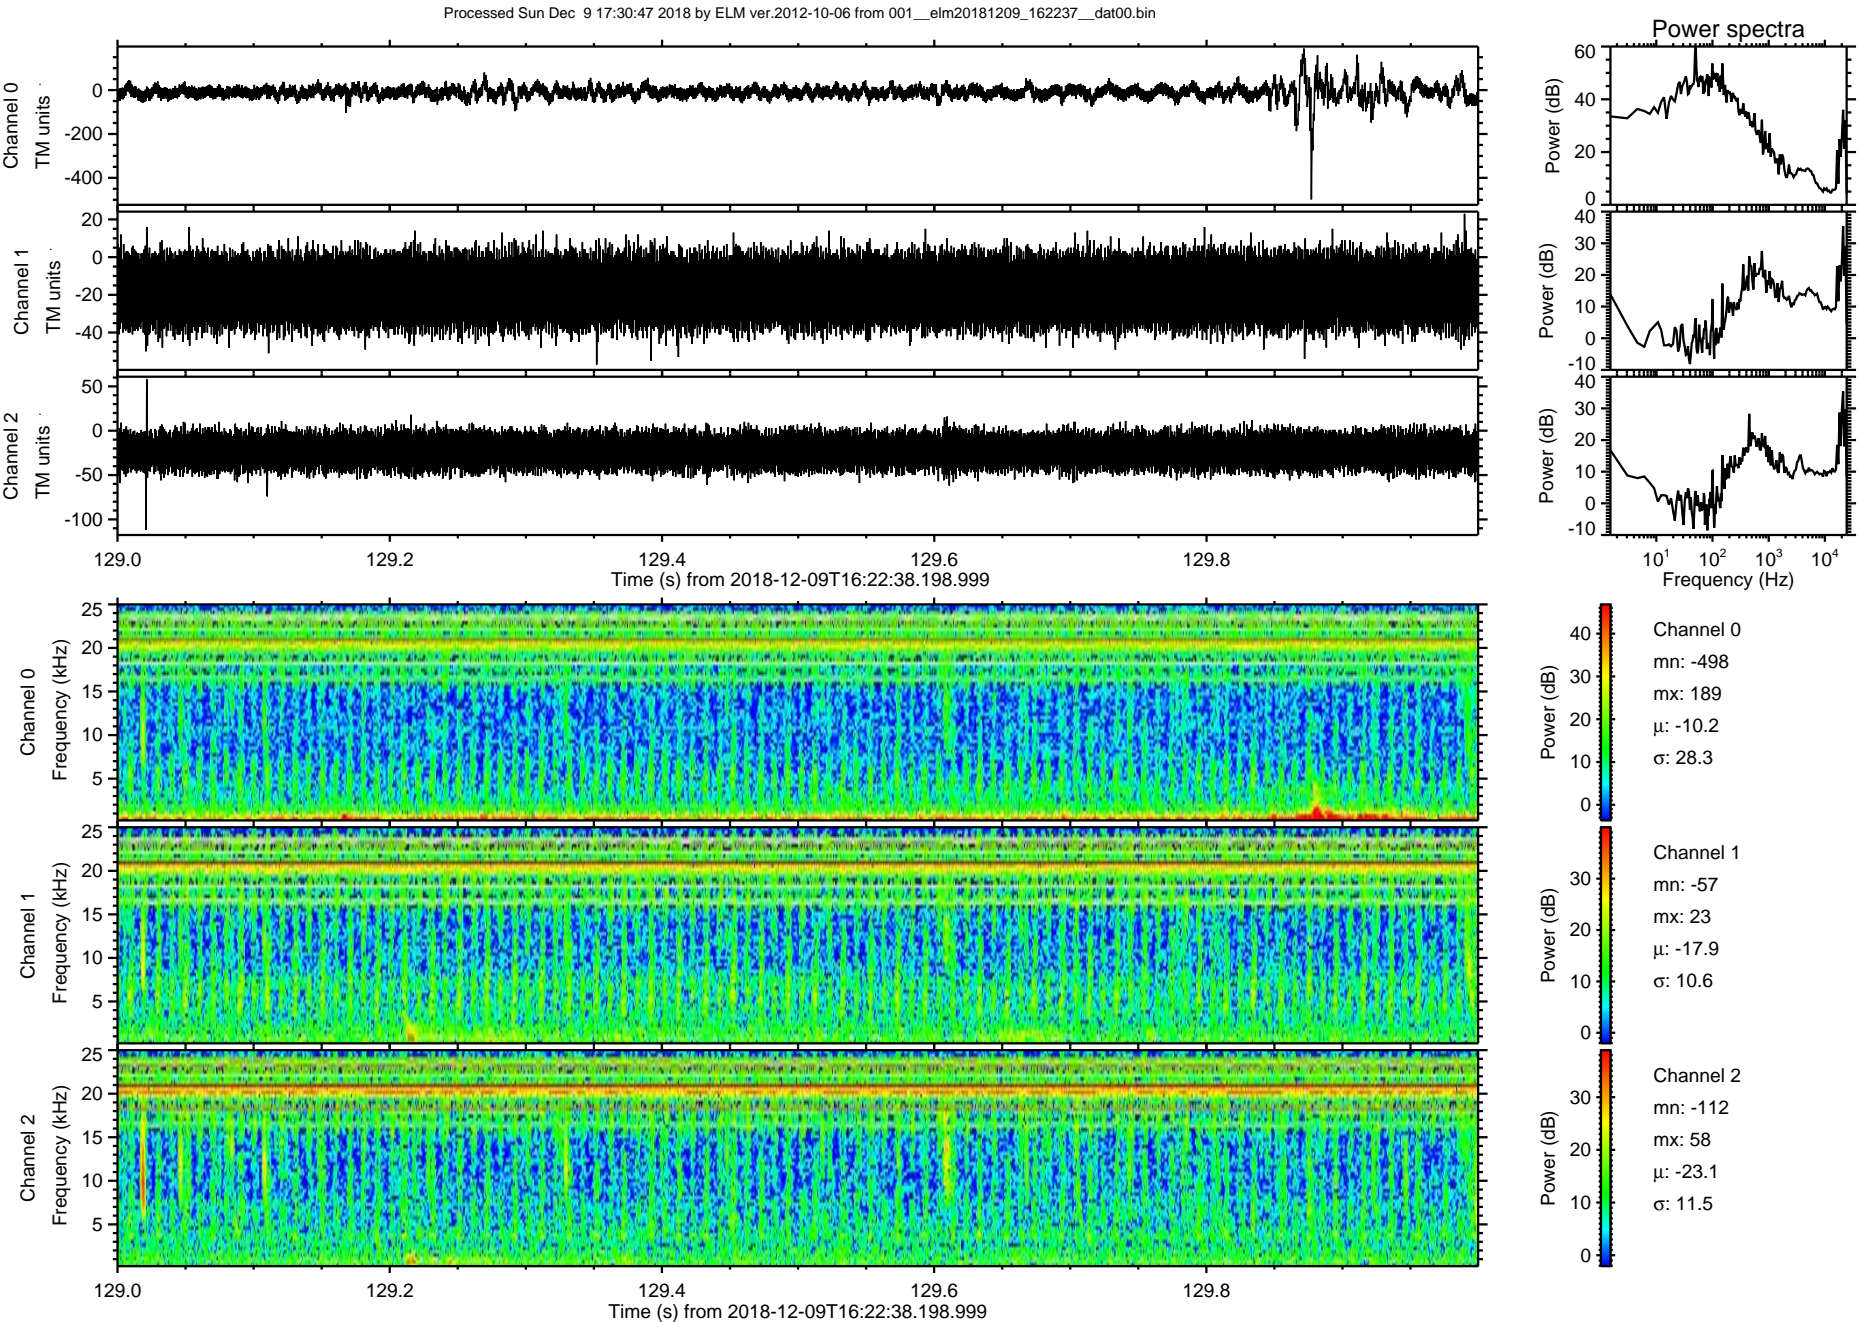 Processed Sun Dec 9 17:30:47 2018 by ELM ver.2012-10-06 from 001__elm20181209_162237__dat00.bin
Power spectra
Channel 0
TM units
0
-200
-400
Power (dB)
60
40
20
0
Channel 1
TM units
20
0
-20
-40
Power (dB)
40
30
20
10
0
-10
Channel 2
TM units
50
0
-50
-100
Power (dB)
40
30
20
10
0
-10
129.0 129.2 129.4 129.6 129.8
Time (s) from 2018-12-09T16:22:38.198.999
10¹ 10² 10³ 10⁴
Frequency (Hz)
Channel 0
Frequency (kHz)
25
20
15
10
5
Power (dB)
40
30
20
10
0
Channel 0
mn: -498
mx: 189
μ: -10.2
σ: 28.3
Channel 1
Frequency (kHz)
25
20
15
10
5
Power (dB)
30
20
10
0
Channel 1
mn: -57
mx: 23
μ: -17.9
σ: 10.6
Channel 2
Frequency (kHz)
25
20
15
10
5
Power (dB)
30
20
10
0
Channel 2
mn: -112
mx: 58
μ: -23.1
σ: 11.5
129.0 129.2 129.4 129.6 129.8
Time (s) from 2018-12-09T16:22:38.198.999